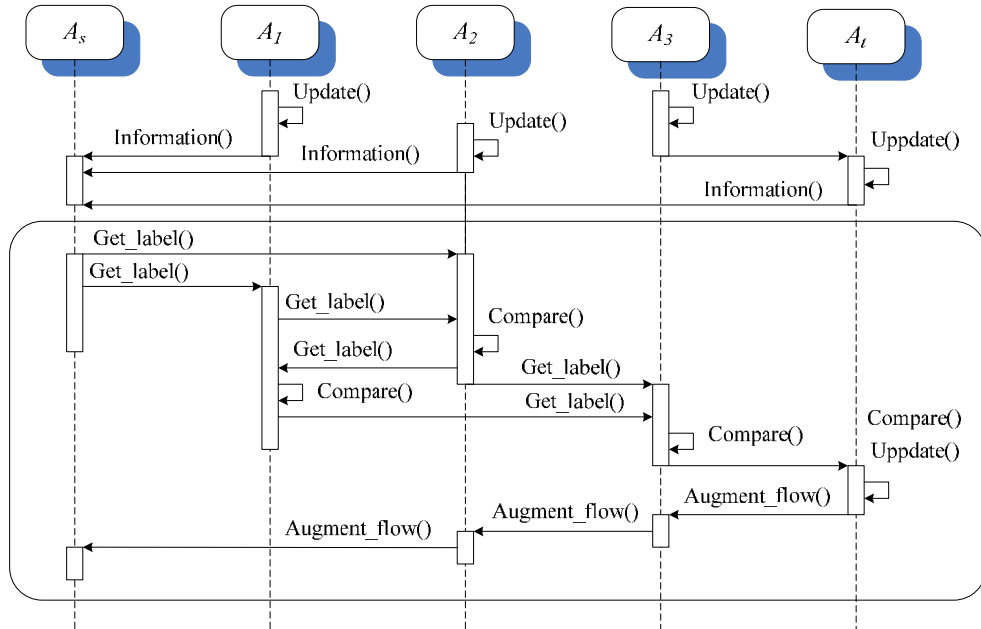 As A1 A2 A3 At
Update()
Update()
Update()
Information()
Information()
Uppdate()
Information()
Get_label()
Get_label()
Get_label()
Compare()
Get_label()
Get_label()
Compare()
Get_label()
Compare()
Compare()
Uppdate()
Augment_flow()
Augment_flow()
Augment_flow()